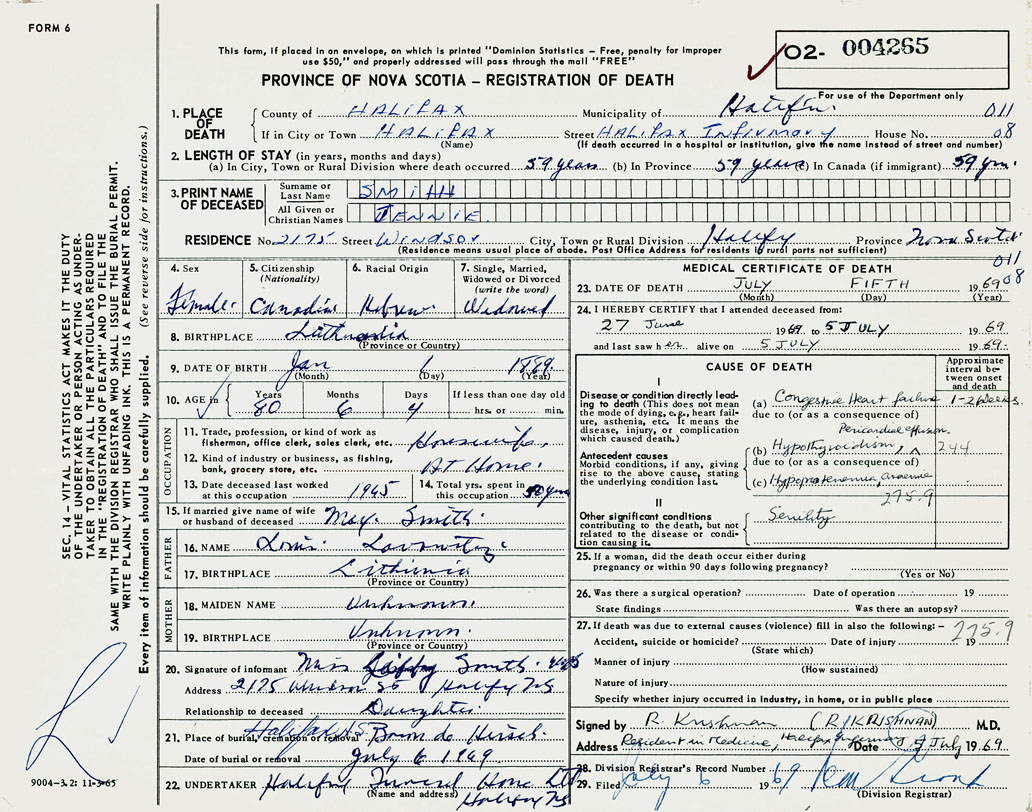 FORM 6
This form, if placed in an envelope, on which is printed "Dominion Statistics – Free, penalty for improper
use $50," and properly addressed will pass through the mail "FREE"
PROVINCE OF NOVA SCOTIA – REGISTRATION OF DEATH
O2- 004265
For use of the Department only
1. PLACE OF DEATH
County of HALIFAX Municipality of Halifax 011
If in City or Town HALIFAX Street HALIFAX INFIRMARY House No. 08
(Name) (If death occurred in a hospital or institution, give the name instead of street and number)
2. LENGTH OF STAY (in years, months and days)
(a) In City, Town or Rural Division where death occurred 59 years (b) In Province 59 years (c) In Canada (if immigrant) 59 yrs.
3. PRINT NAME OF DECEASED
Surname or Last Name SMITH
All Given or Christian Names JENNIE
RESIDENCE No. 2175 Street WINDSOR City, Town or Rural Division Halifax Province Nova Scotia
(Residence means usual place of abode. Post Office Address for residents if rural parts not sufficient)
011
08
4. Sex Female.
5. Citizenship (Nationality) Canadian
6. Racial Origin Hebrew
7. Single, Married, Widowed or Divorced (write the word) Widowed
8. BIRTHPLACE
(Province or Country)
9. DATE OF BIRTH Jan 1 1889
(Month) (Day) (Year)
10. AGE in Years Months Days If less than one day old
80 6 4 hrs. or min.
OCCUPATION
11. Trade, profession, or kind of work as
fisherman, office clerk, sales clerk, etc. Housewife.
12. Kind of industry or business, as fishing,
bank, grocery store, etc. At Home.
13. Date deceased last worked
at this occupation 1965
14. Total yrs. spent in
this occupation 50 yrs
15. If married give name of wife
or husband of deceased Max Smith.
FATHER
16. NAME Louis
17. BIRTHPLACE
(Province or Country)
MOTHER
18. MAIDEN NAME Unknown.
19. BIRTHPLACE Unknown.
(Province or Country)
20. Signature of informant Miss Smith.
Address 2175 Windsor St Halifax NS
Relationship to deceased Daughter.
21. Place of burial, cremation or removal Halifax N.S. Baron de Hirsch.
Date of burial or removal July 6 1969
22. UNDERTAKER Halifax Funeral Home Ltd
(Name and address) Halifax NS
MEDICAL CERTIFICATE OF DEATH
23. DATE OF DEATH JULY FIFTH 1969
(Month) (Day) (Year)
24. I HEREBY CERTIFY that I attended deceased from:
27 June 1969. to 5 JULY 1969
and last saw her alive on 5 JULY 1969.
CAUSE OF DEATH
Approximate interval between onset and death
I
Disease or condition directly leading to death (This does not mean the mode of dying, e.g., heart failure, asthenia, etc. It means the disease, injury, or complication which caused death.)
(a) Congestive Heart failure 1-2 weeks.
due to (or as a consequence of)
Pericardial effusion.
Antecedent causes
Morbid conditions, if any, giving rise to the above cause, stating the underlying condition last.
(b) Hypothyroidism, 244
due to (or as a consequence of)
(c) Hypoproteinemia, anaemia
275.9
II
Other significant conditions contributing to the death, but not related to the disease or condition causing it.
Senility
25. If a woman, did the death occur either during
pregnancy or within 90 days following pregnancy?
(Yes or No)
26. Was there a surgical operation? Date of operation 19
State findings Was there an autopsy?
27. If death was due to external causes (violence) fill in also the following: – 275.9
Accident, suicide or homicide? Date of injury 19
(State which)
Manner of injury
(How sustained)
Nature of injury
Specify whether injury occurred in Industry, in home, or in public place
Signed by R. Krishnan (R. KRISHNAN) M.D.
Address Resident in Medicine, Halifax Infirmary Date 5 July 1969.
28. Division Registrar's Record Number
29. Filed July 6 1969
(Division Registrar)
SEC. 14 – VITAL STATISTICS ACT MAKES IT THE DUTY
OF THE UNDERTAKER OR PERSON ACTING AS UNDER-
TAKER TO OBTAIN ALL THE PARTICULARS REQUIRED
IN THE "REGISTRATION OF DEATH" AND TO FILE THE
SAME WITH THE DIVISION REGISTRAR WHO SHALL ISSUE THE BURIAL PERMIT.
WRITE PLAINLY WITH UNFADING INK. THIS IS A PERMANENT RECORD.
Every item of information should be carefully supplied. (See reverse side for instructions.)
9004-3.2: 11-3-65